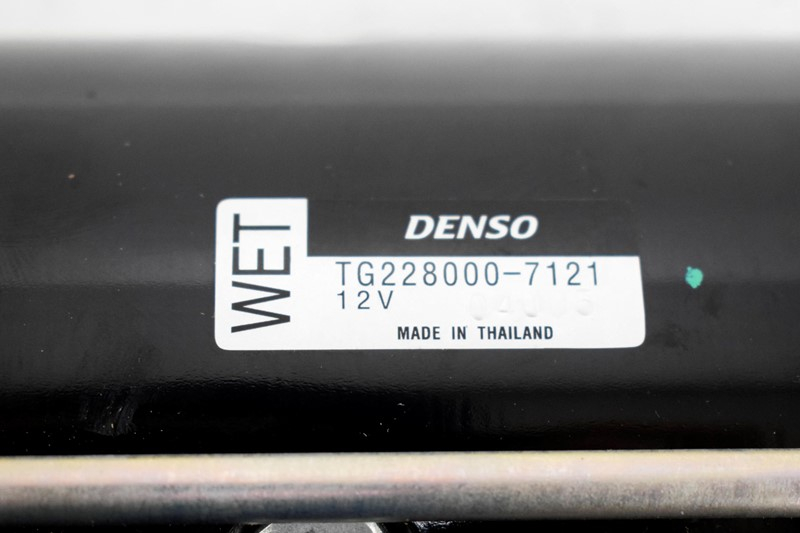 WET
DENSO
TG228000-7121
12V
MADE IN THAILAND